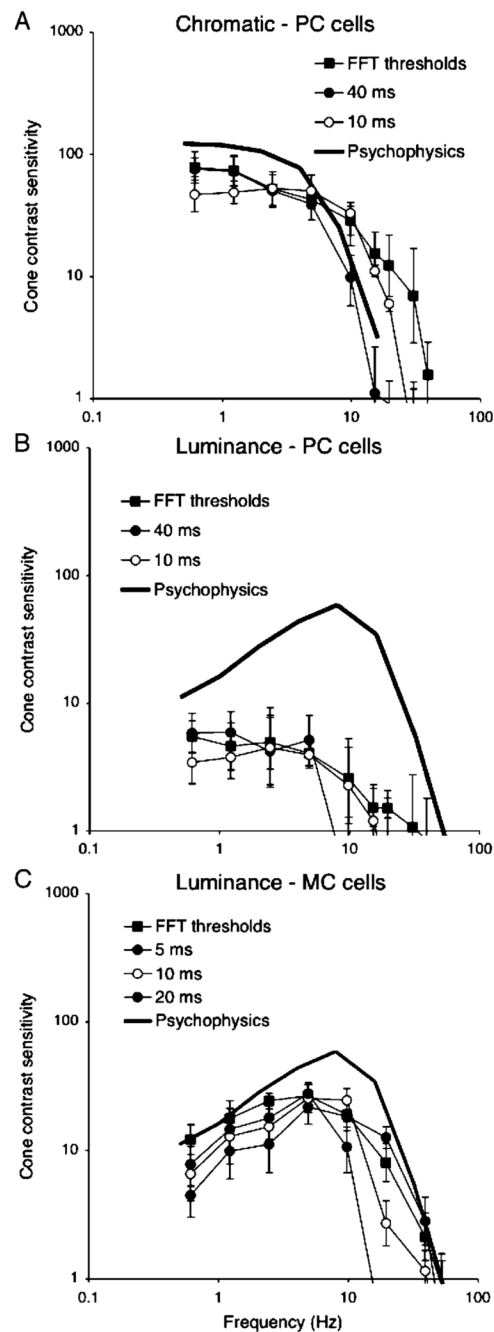 A
Chromatic - PC cells
1000
FFT thresholds
40 ms
10 ms
Psychophysics
Cone contrast sensitivity
100
10
1
0.1
1
10
100
B
Luminance - PC cells
1000
FFT thresholds
40 ms
10 ms
Psychophysics
Cone contrast sensitivity
100
10
1
0.1
1
10
100
C
Luminance - MC cells
1000
FFT thresholds
5 ms
10 ms
20 ms
Psychophysics
Cone contrast sensitivity
100
10
1
0.1
1
10
100
Frequency (Hz)